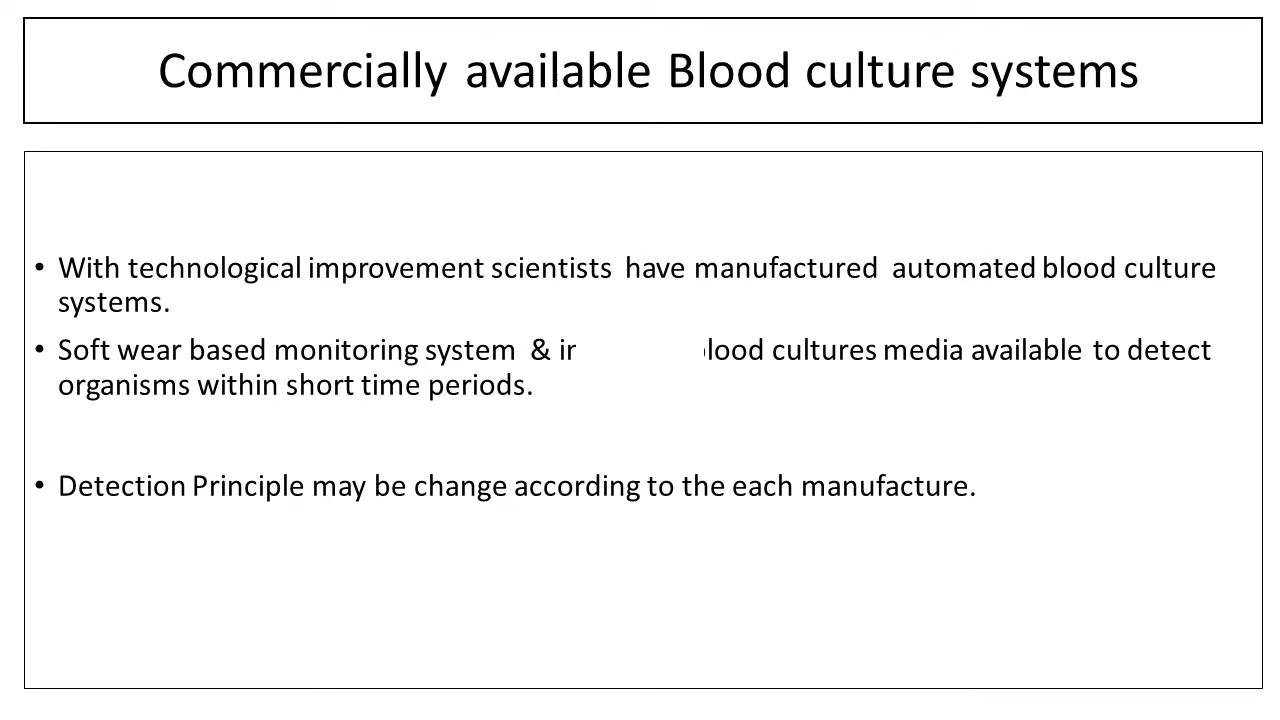 Commercially available Blood culture systems
• With technological improvement scientists have manufactured automated blood culture
systems.
• Soft wear based monitoring system & lood cultures media available to detect
organisms within short time periods.
• Detection Principle may be change according to the each manufacture.